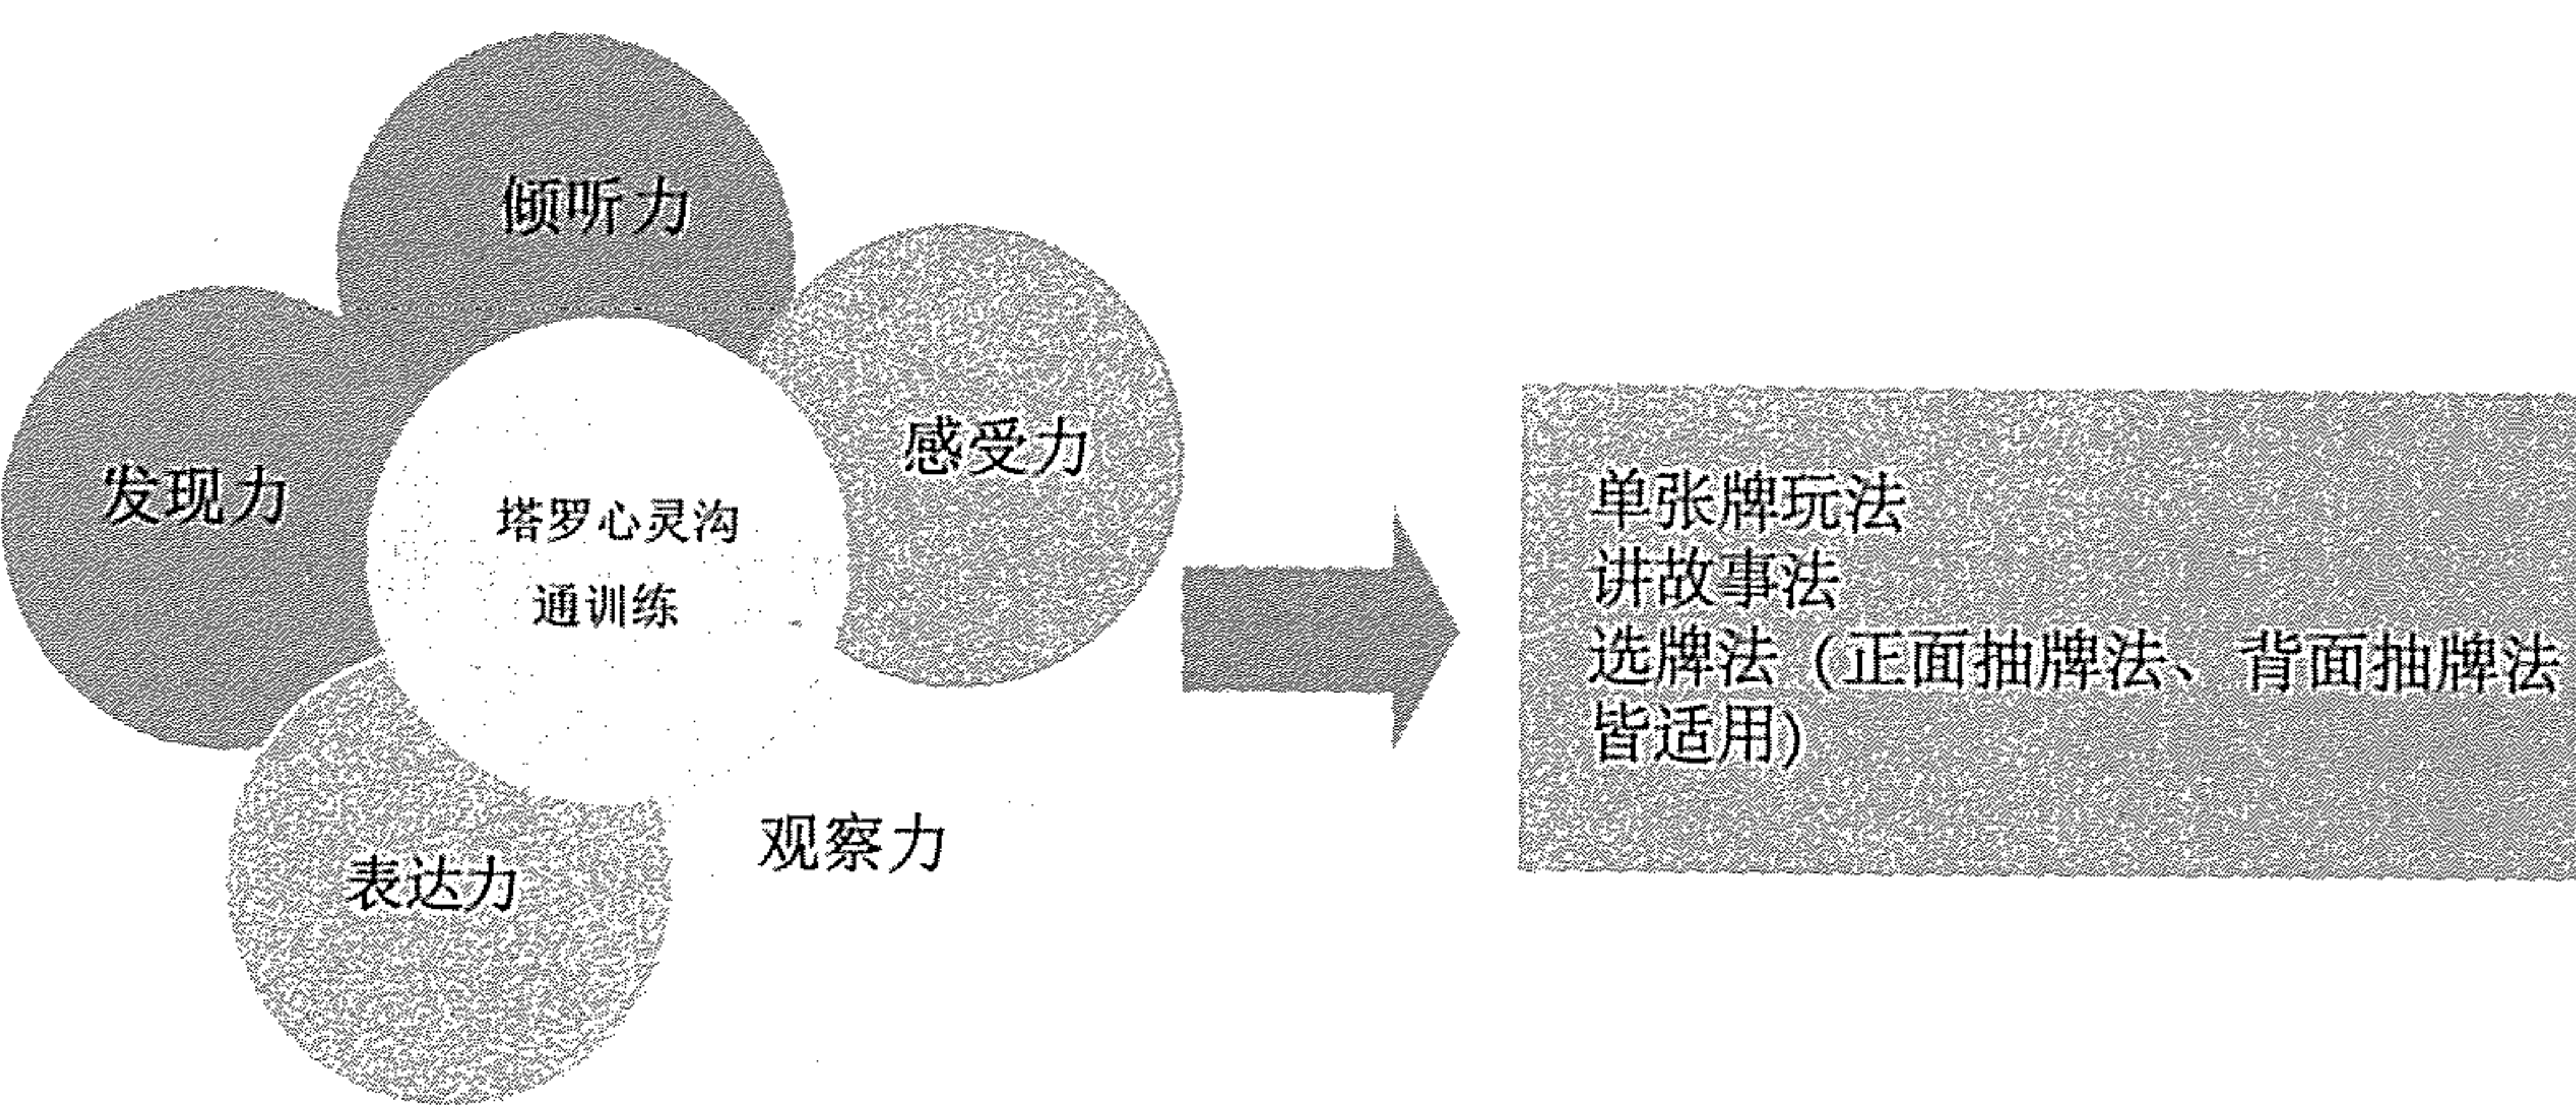 倾听力
感受力
发现力
塔罗心灵沟
通训练
观察力
表达力
单张牌玩法
讲故事法
选牌法（正面抽牌法、背面抽牌法
皆适用）